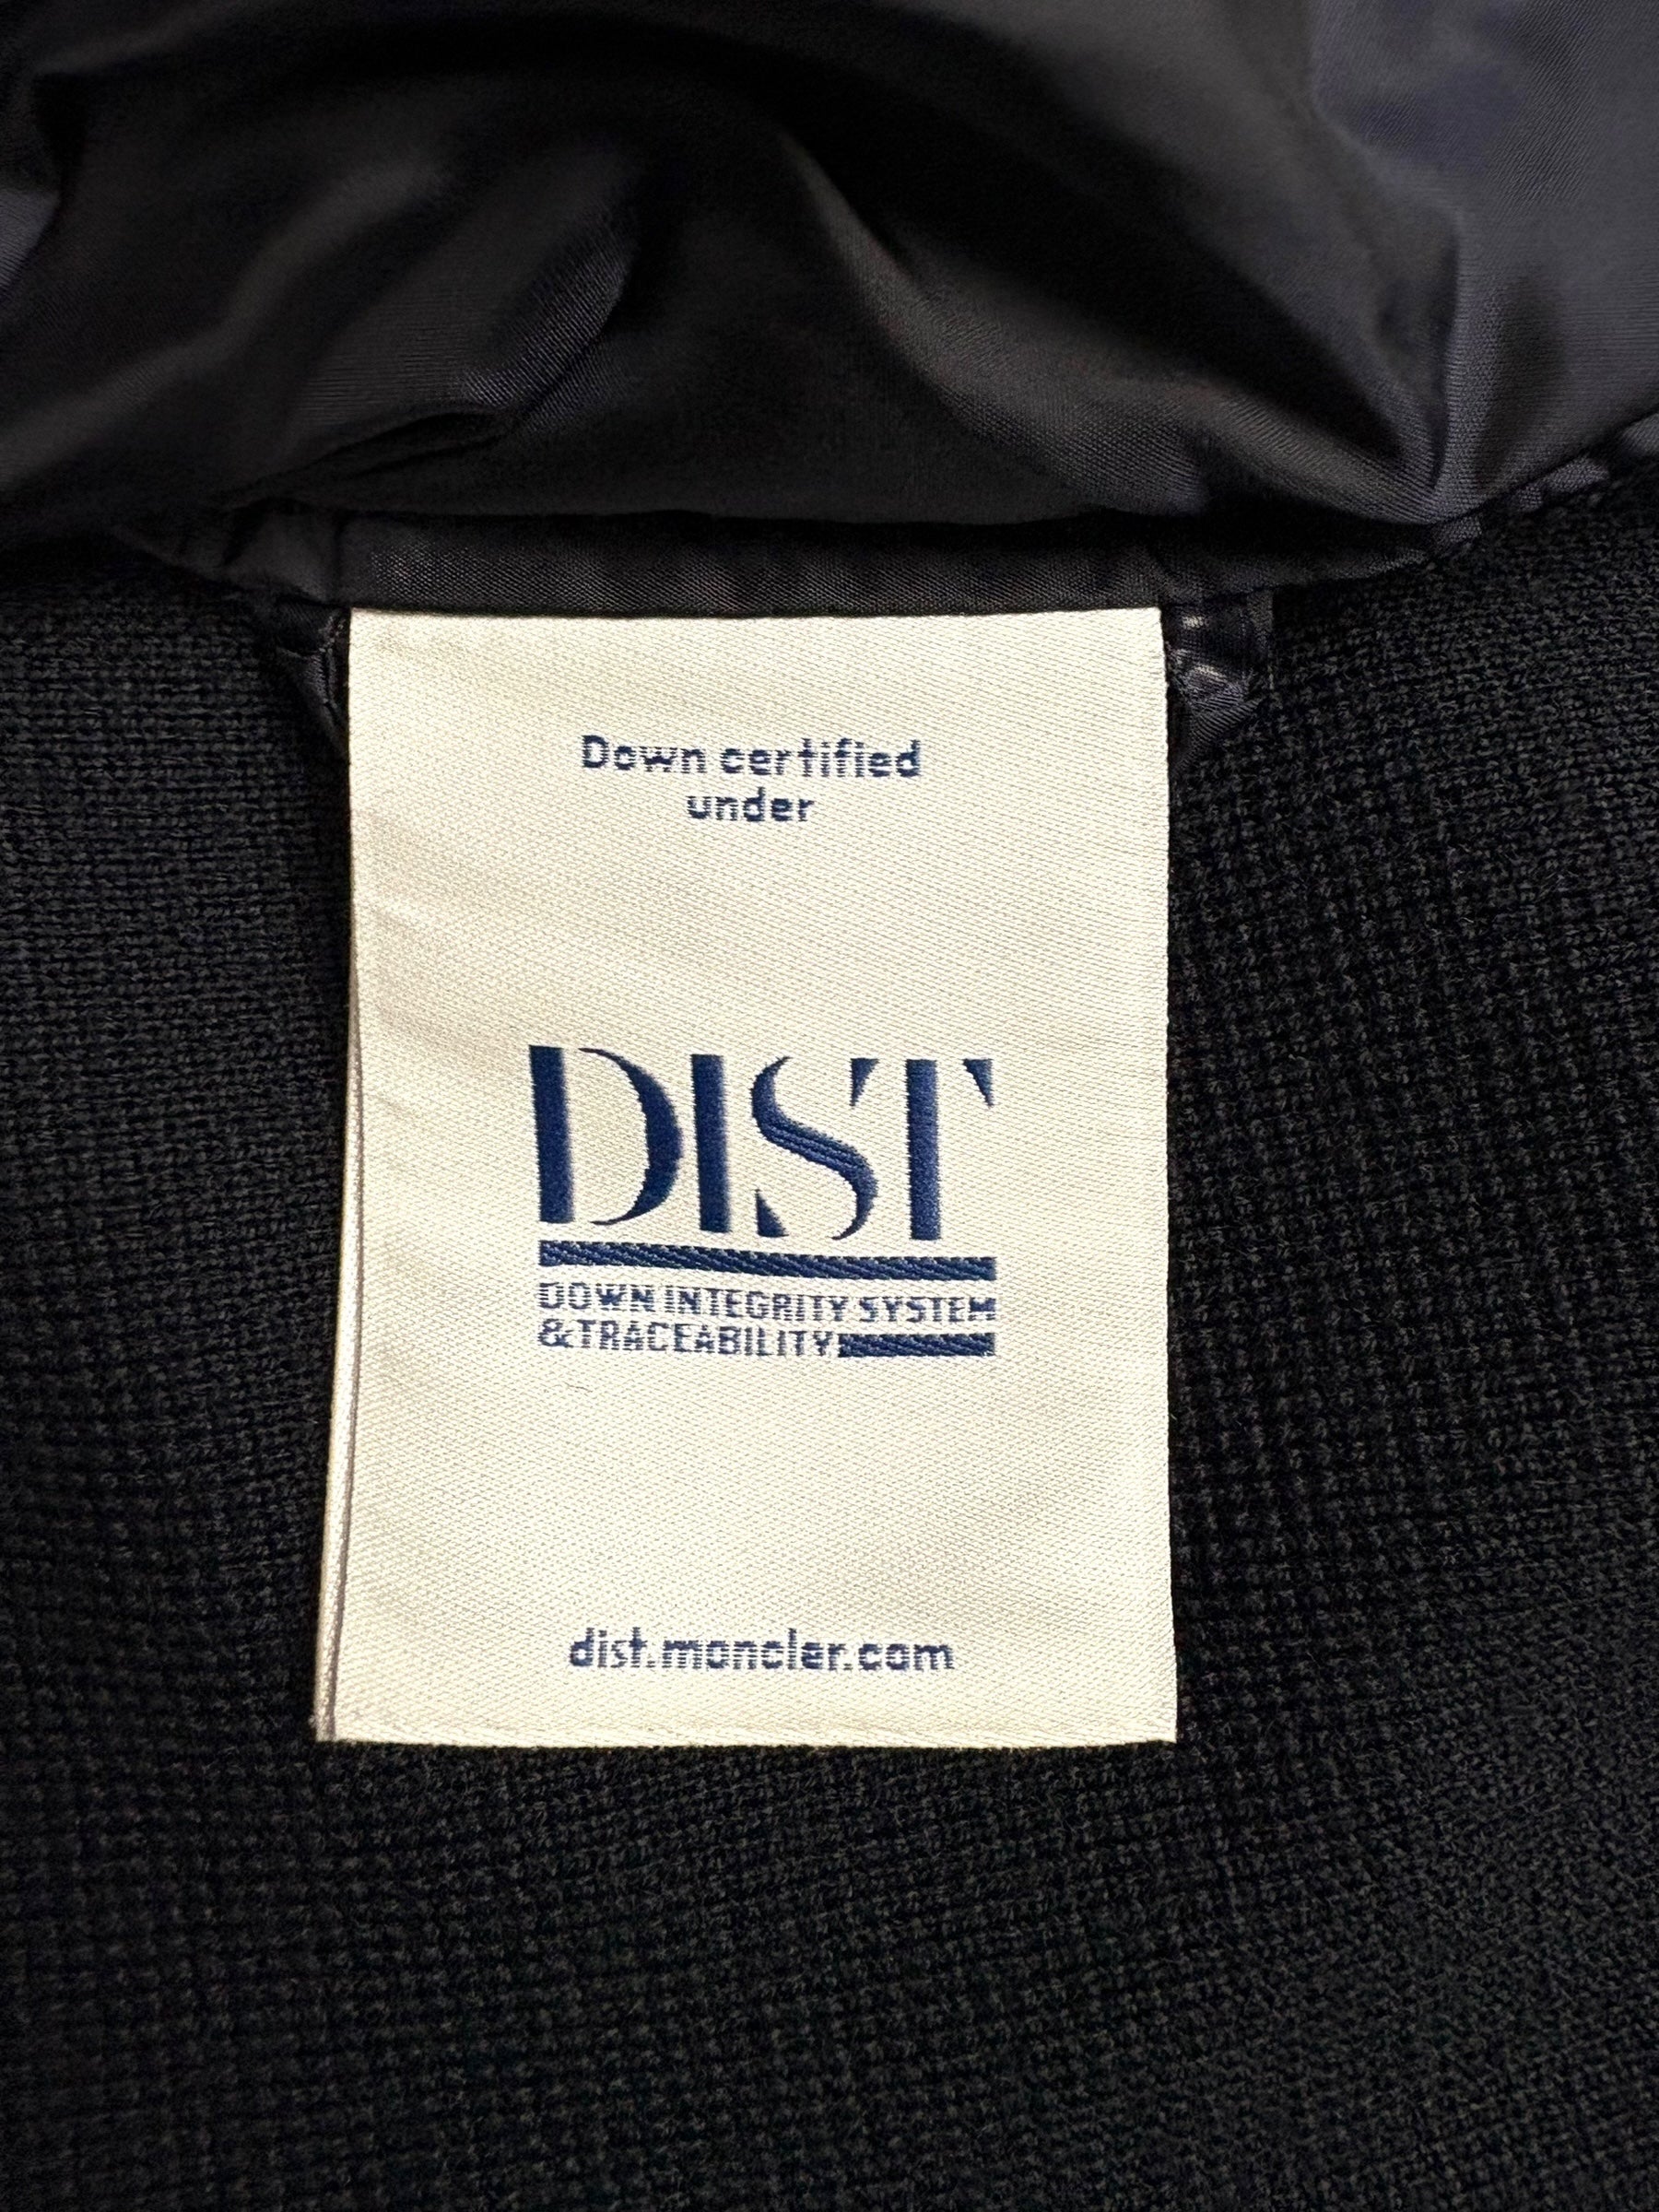 Down certified
under
DIST
DOWN INTEGRITY SYSTEM
&TRACEABILITY
dist.moncler.com